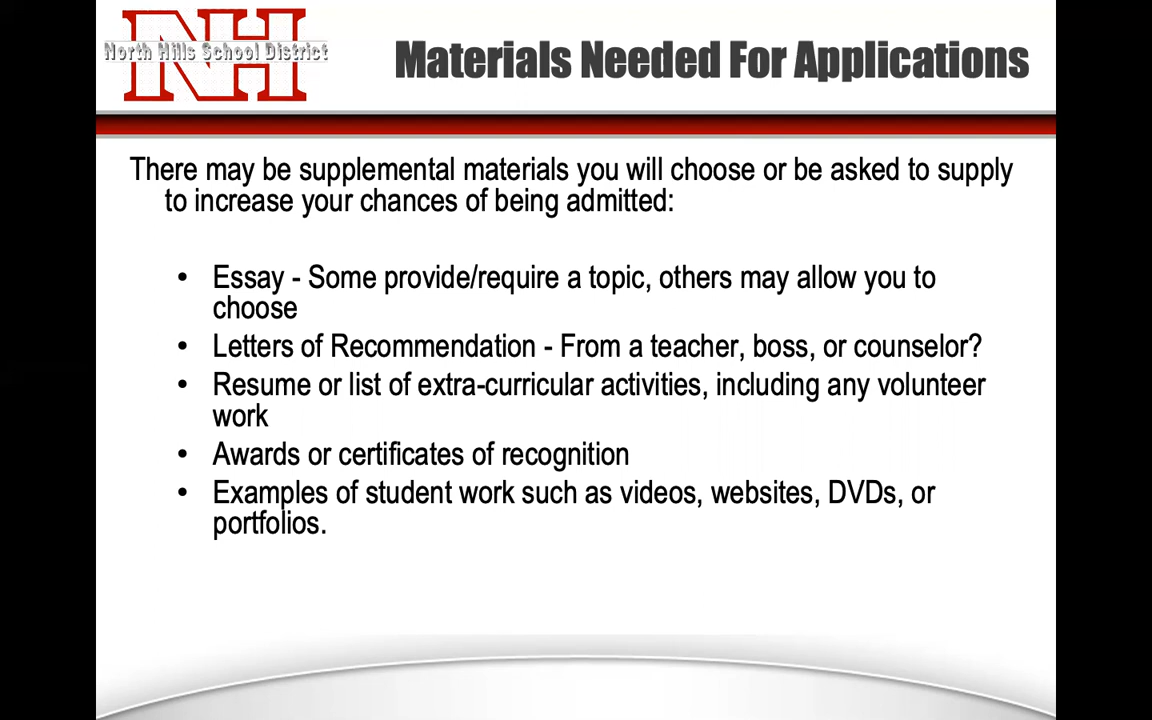 North Hills School District
NH
Materials Needed For Applications
There may be supplemental materials you will choose or be asked to supply
to increase your chances of being admitted:
• Essay - Some provide/require a topic, others may allow you to
choose
• Letters of Recommendation - From a teacher, boss, or counselor?
• Resume or list of extra-curricular activities, including any volunteer
work
• Awards or certificates of recognition
• Examples of student work such as videos, websites, DVDs, or
portfolios.